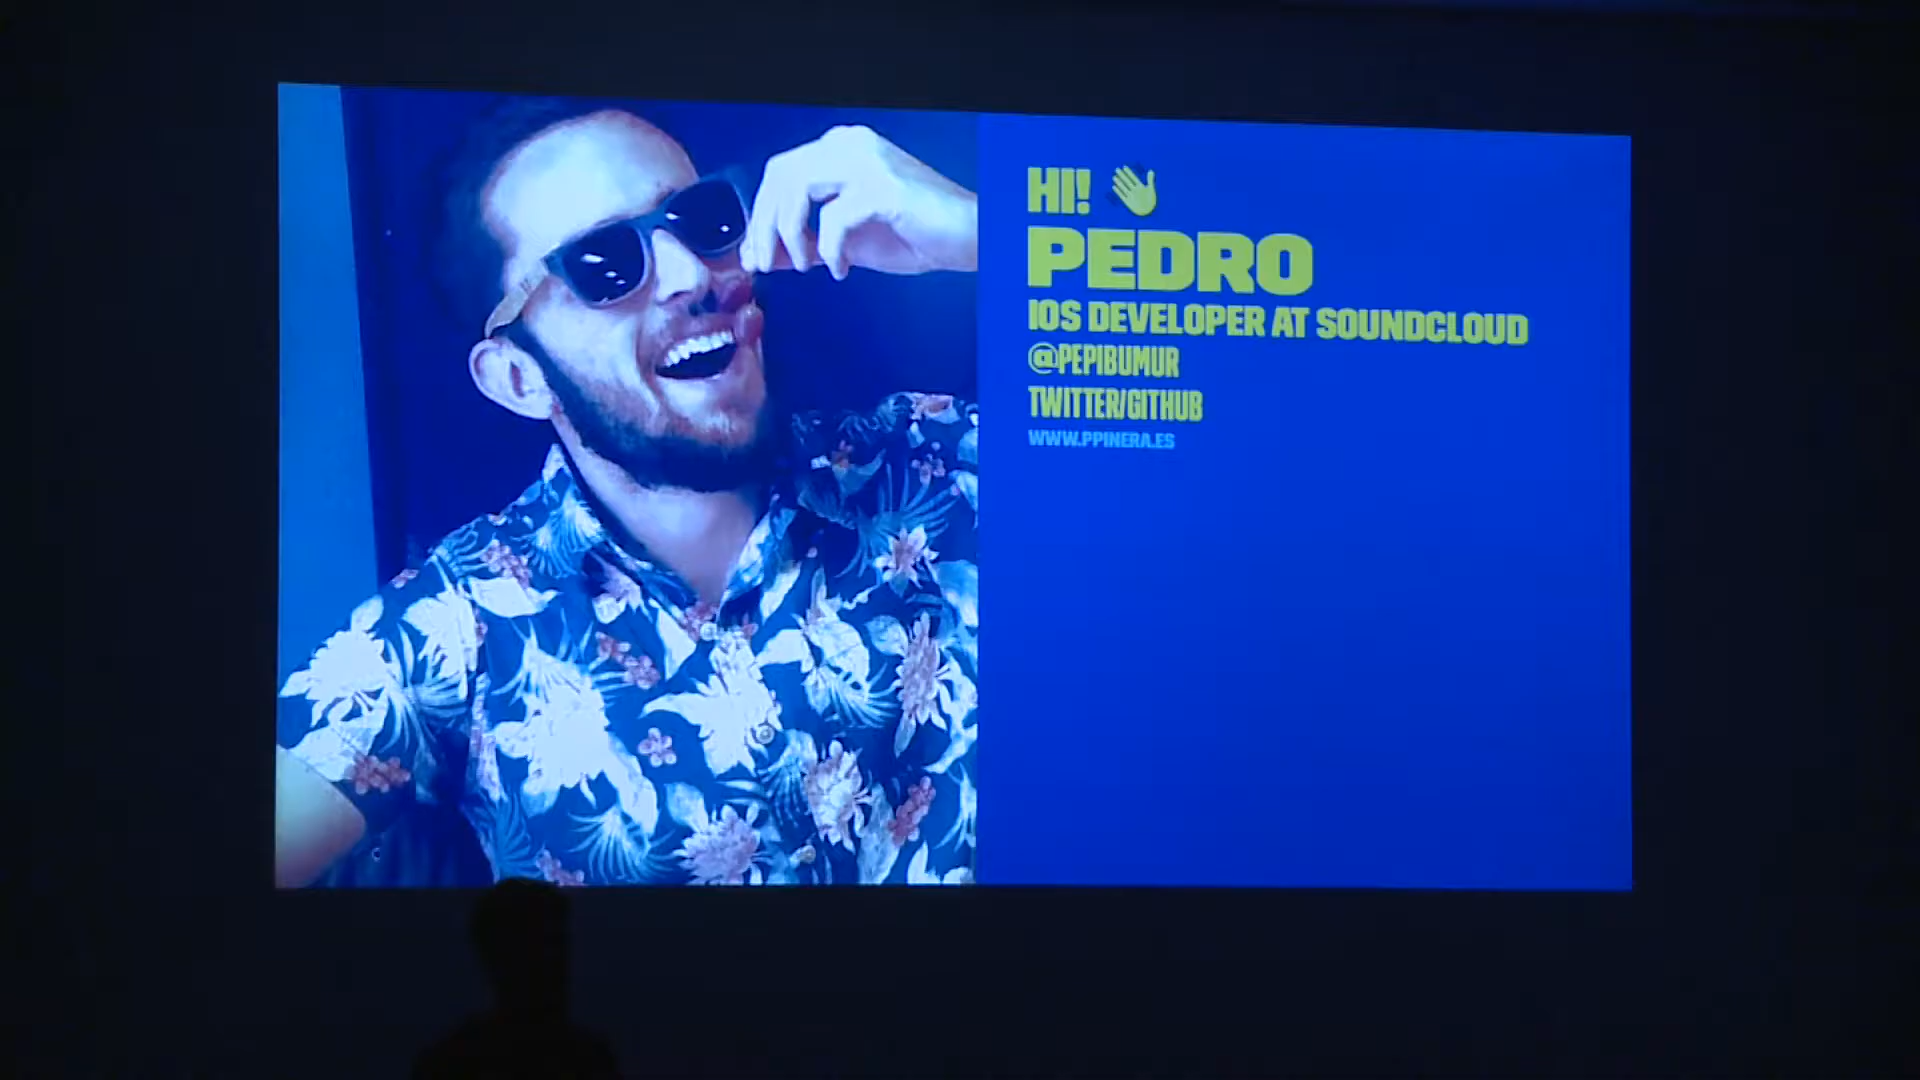 HI! 👋
PEDRO
IOS DEVELOPER AT SOUNDCLOUD
@PEPIBUMUR
TWITTER/GITHUB
WWW.PPINERA.ES